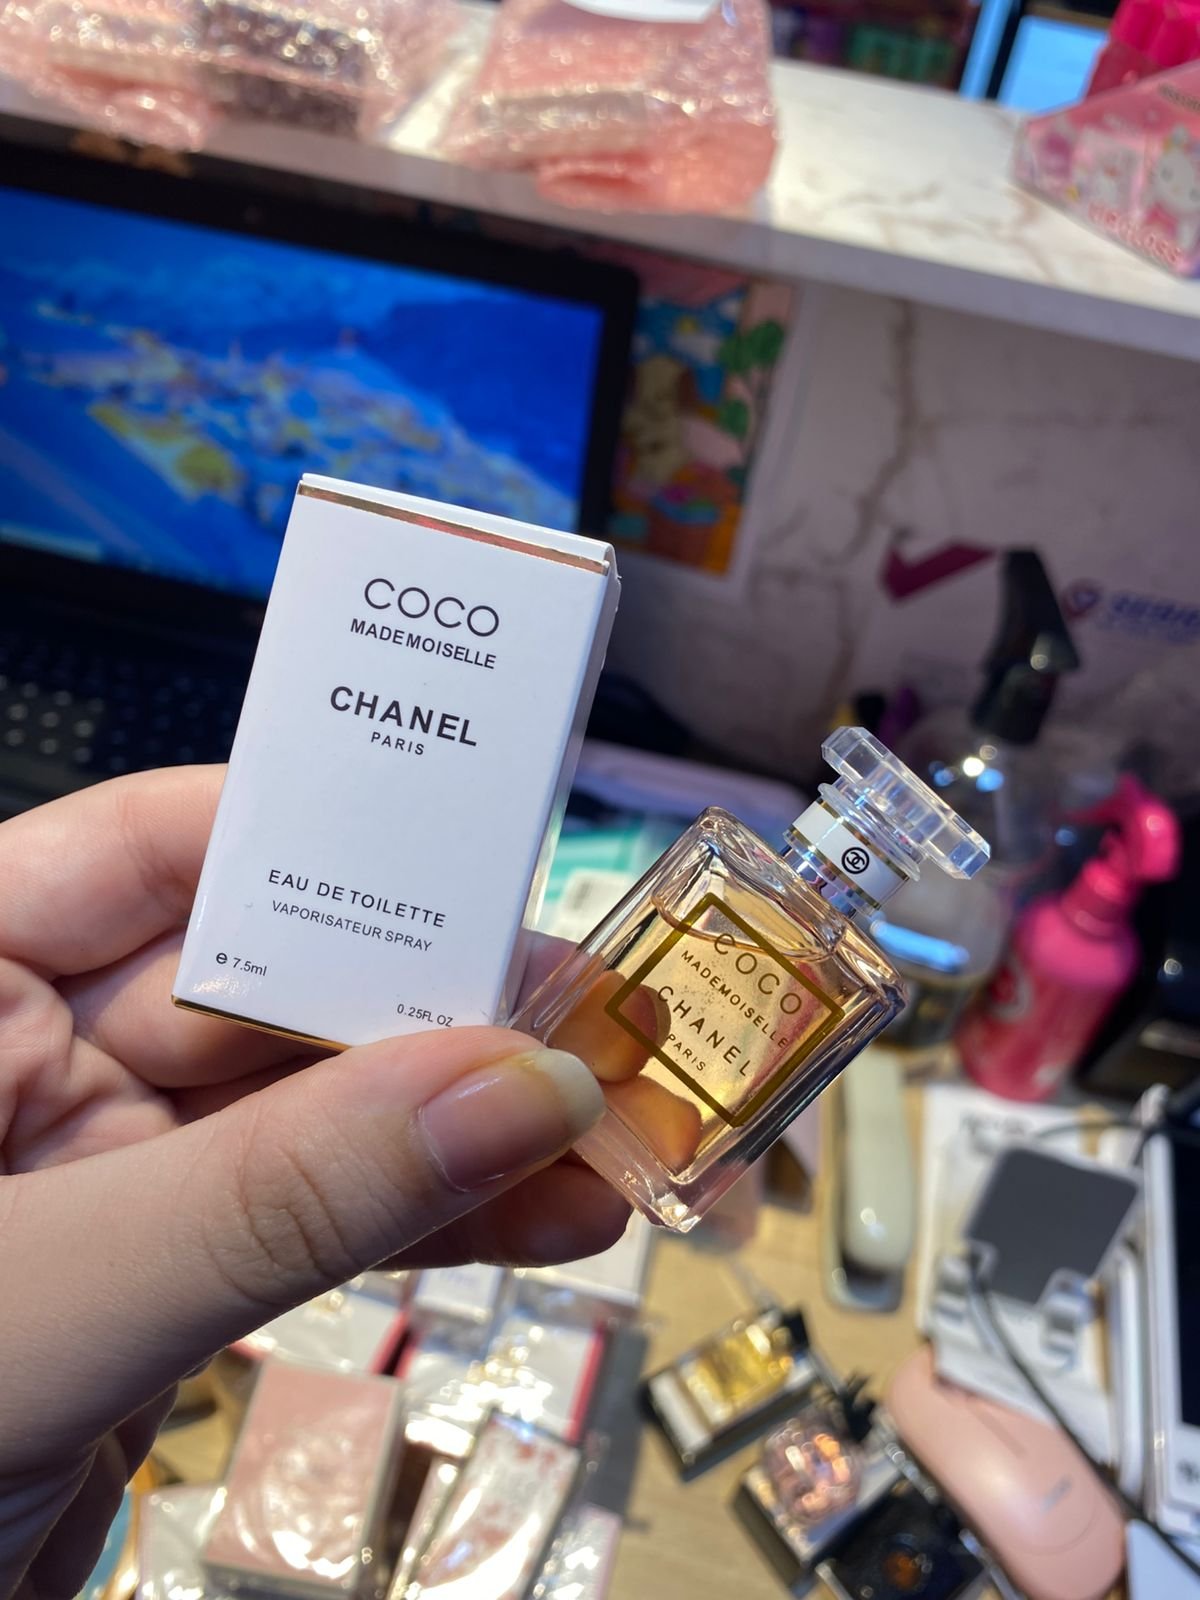 COCO
MADEMOISELLE
CHANEL
PARIS
EAU DE TOILETTE
VAPORISATEUR SPRAY
e 7.5ml
0.25FL OZ
COCO
MADEMOISELLE
CHANEL
PARIS